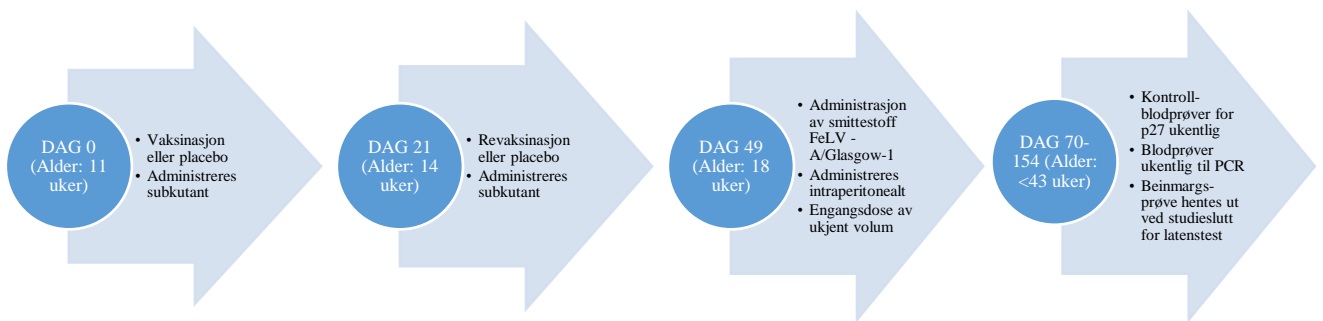 DAG 0
(Alder: 11
uker)
• Vaksinasjon
eller placebo
• Administreres
subkutant
DAG 21
(Alder: 14
uker)
• Revaksinasjon
eller placebo
• Administreres
subkutant
DAG 49
(Alder: 18
uker)
• Administrasjon
av smittestoff
FeLV -
A/Glasgow-1
• Administreres
intraperitonealt
• Engangsdose av
ukjent volum
DAG 70-
154 (Alder:
<43 uker)
• Kontroll-
blodprøver for
p27 ukentlig
• Blodprøver
ukentlig til PCR
• Beinmargs-
prøve hentes ut
ved studieslutt
for latenstest